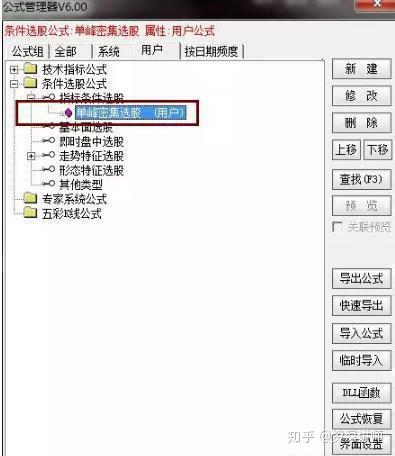 公式管理器V6.00
条件选股公式:单峰密集选股 属性:用户公式
公式组 全部 系统 用户 按日期频度
技术指标公式
条件选股公式
指标条件选股
单峰密集选股 (用户)
基本面选股
即时盘中选股
走势特征选股
形态特征选股
其他类型
专家系统公式
五彩K线公式
新 建
修 改
删 除
上移 下移
查找(F3)
预 览
关联预览
导出公式
快速导出
导入公式
临时导入
DLL函数
公式恢复
界面设置